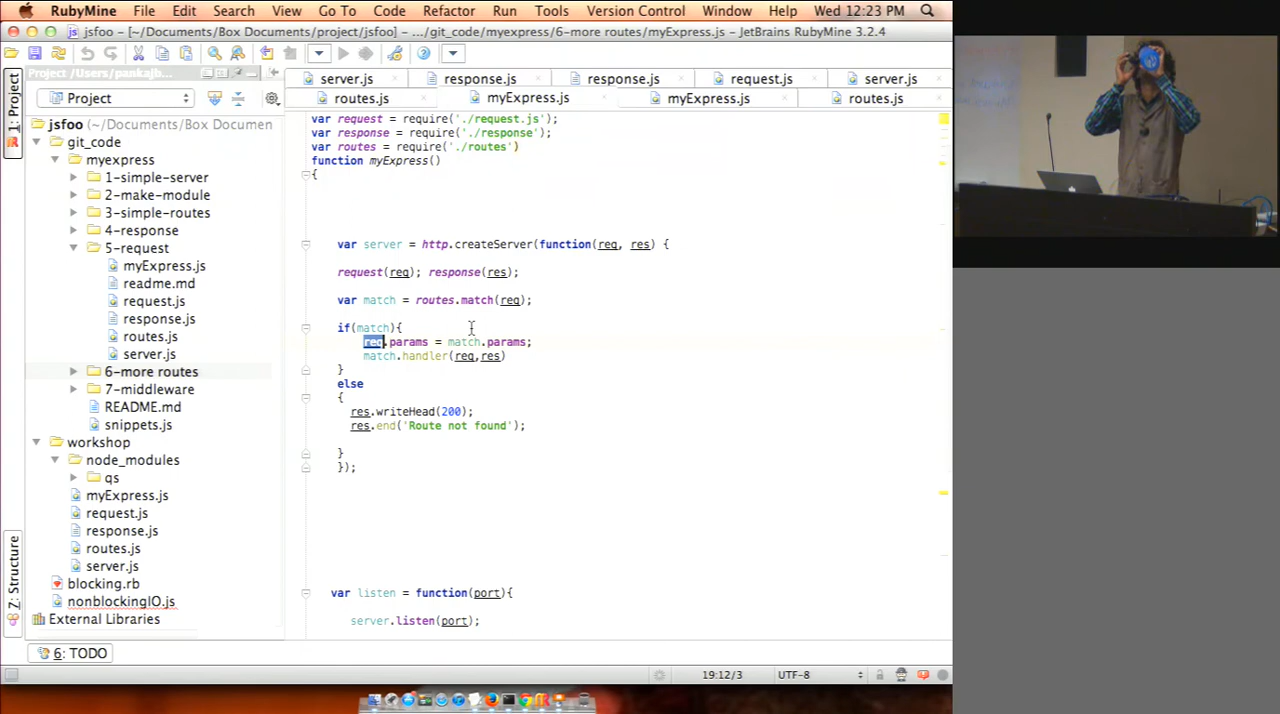 RubyMine File Edit Search View Go To Code Refactor Run Tools Version Control Window Help Wed 12:23 PM
jsfoo - [~/Documents/Box Documents/project/jsfoo] - .../git_code/myexpress/6-more routes/myExpress.js - JetBrains RubyMine 3.2.4
server.js response.js response.js request.js server.js
routes.js myExpress.js myExpress.js routes.js
1: Project
Project /Users/pankajb...
Project
jsfoo (~/Documents/Box Documen
git_code
myexpress
1-simple-server
2-make-module
3-simple-routes
4-response
5-request
myExpress.js
readme.md
request.js
response.js
routes.js
server.js
6-more routes
7-middleware
README.md
snippets.js
workshop
node_modules
qs
myExpress.js
request.js
response.js
routes.js
server.js
blocking.rb
nonblockingIO.js
External Libraries
7: Structure
var request = require('./request.js');
var response = require('./response');
var routes = require('./routes')
function myExpress()
{
var server = http.createServer(function(req, res) {
request(req); response(res);
var match = routes.match(req);
if(match){
req.params = match.params;
match.handler(req,res)
}
else
{
res.writeHead(200);
res.end('Route not found');
}
});
var listen = function(port){
server.listen(port);
6: TODO
19:12/3 UTF-8